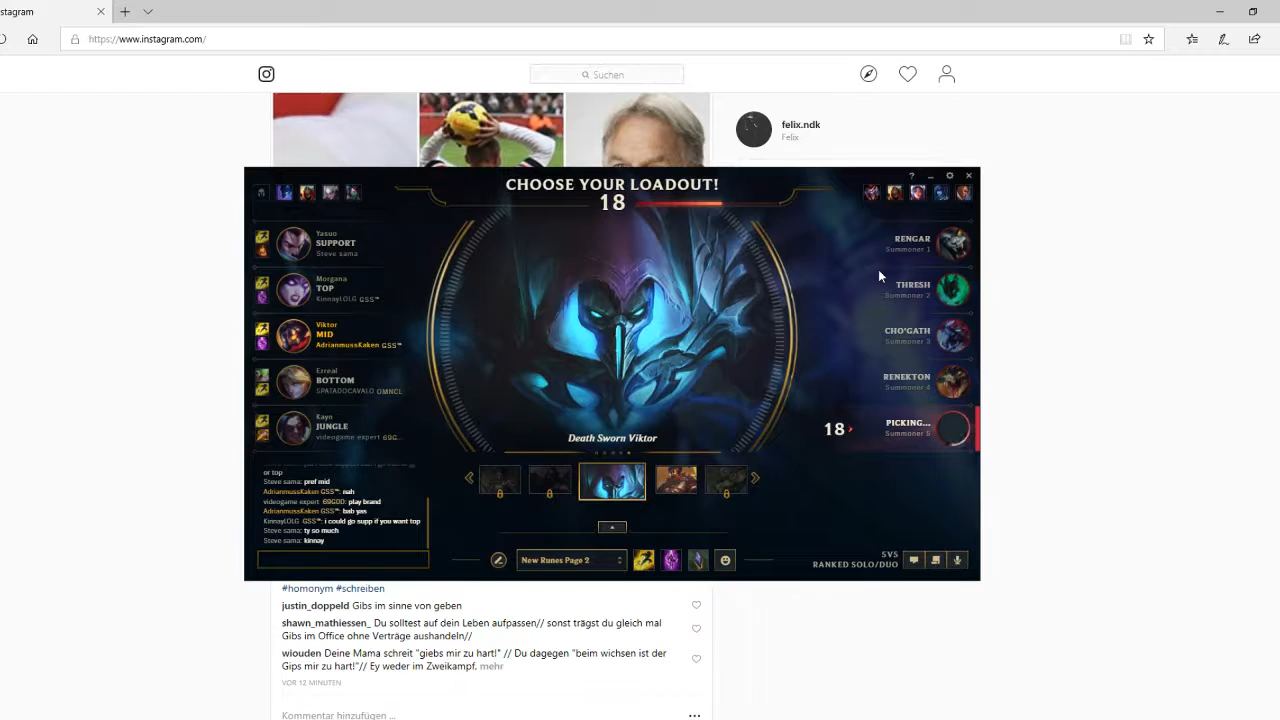 stagram
https://www.instagram.com/
Suchen
felix.ndk
Felix
CHOOSE YOUR LOADOUT!
18
Yasuo
SUPPORT
Steve sama
Morgana
TOP
KinnayLOLG GSS™
Viktor
MID
AdrianmussKaken GSS™
Ezreal
BOTTOM
SPATADOCAVALO OMNCL
Kayn
JUNGLE
videogame expert 69G...
RENGAR
Summoner 1
THRESH
Summoner 2
CHO'GATH
Summoner 3
RENEKTON
Summoner 4
18
PICKING...
Summoner 5
Death Sworn Viktor
or top
Steve sama: pref mid
AdrianmussKaken GSS™: nah
videogame expert 69GOD: play brand
AdrianmussKaken GSS™: bab yas
KinnayLOLG GSS™: i could go supp if you want top
Steve sama: ty so much
Steve sama: kinnay
New Runes Page 2
5V5
RANKED SOLO/DUO
#homonym #schreiben
justin_doppeld Gibs im sinne von geben
shawn_mathiessen_ Du solltest auf dein Leben aufpassen// sonst trägst du gleich mal
Gibs im Office ohne Verträge aushandeln//
wiouden Deine Mama schreit "giebs mir zu hart!" // Du dagegen "beim wichsen ist der
Gips mir zu hart!"// Ey weder im Zweikampf, mehr
VOR 12 MINUTEN
Kommentar hinzufügen ...